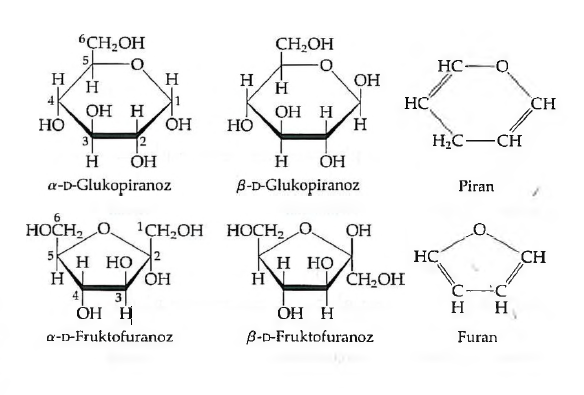 6CH₂OH
5 O
H H H
4 1
OH H
HO OH
3 2
H OH
α-D-Glukopiranoz
CH₂OH
O
H H OH
OH H
HO H
H OH
β-D-Glukopiranoz
HC O
HC CH
H₂C CH
Piran
6
HOCH₂ O 1CH₂OH
5 2
H HO
H OH
4 3
OH H
α-D-Fruktofuranoz
HOCH₂ O OH
H HO
H CH₂OH
OH H
β-D-Fruktofuranoz
O
HC CH
C C
H H
Furan